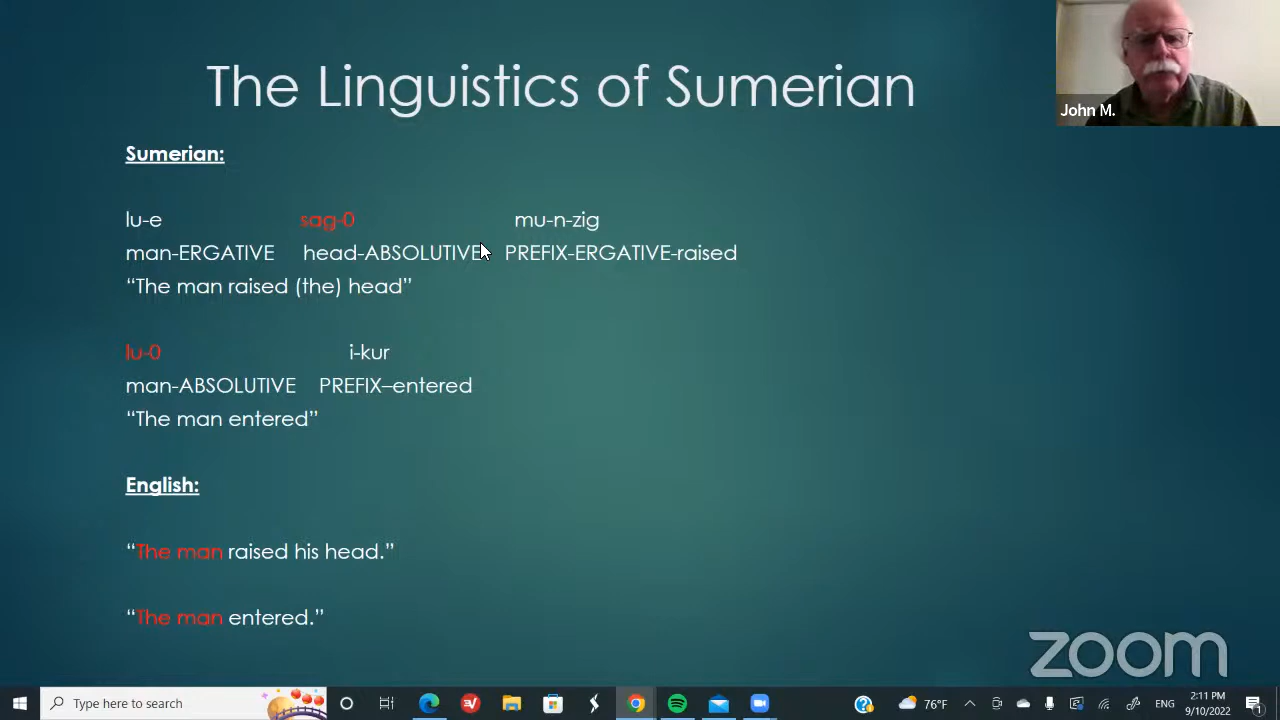 The Linguistics of Sumerian
John M.
Sumerian:
lu-e sag-0 mu-n-zig
man-ERGATIVE head-ABSOLUTIVE PREFIX-ERGATIVE-raised
“The man raised (the) head”
lu-0 i-kur
man-ABSOLUTIVE PREFIX–entered
“The man entered”
English:
“The man raised his head.”
“The man entered.”
zoom
Type here to search
76°F
ENG
2:11 PM
9/10/2022
1